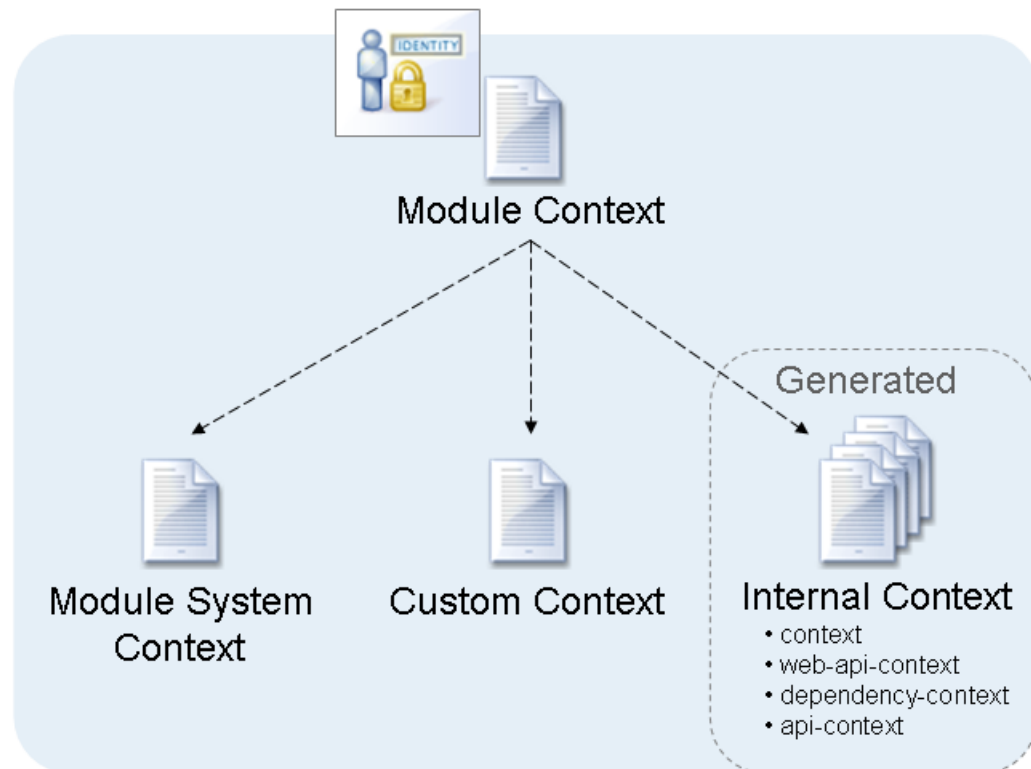 IDENTITY
Module Context
Generated
Module System
Context
Custom Context
Internal Context
• context
• web-api-context
• dependency-context
• api-context